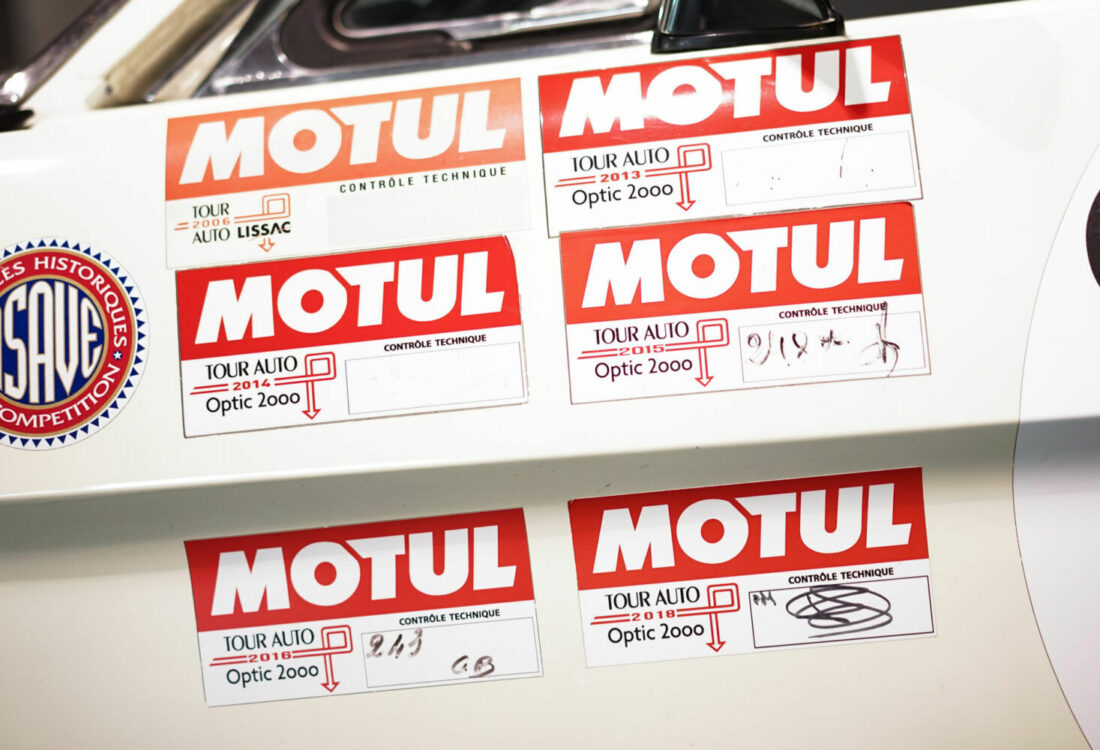 MOTUL
CONTRÔLE TECHNIQUE
TOUR
2006
AUTO LISSAC
MOTUL
CONTRÔLE TECHNIQUE
TOUR AUTO
2013
Optic 2000
ES HISTORIQUES
SAVE
COMPETITION
MOTUL
CONTRÔLE TECHNIQUE
TOUR AUTO
2014
Optic 2000
MOTUL
CONTRÔLE TECHNIQUE
TOUR AUTO
2015
Optic 2000
MOTUL
CONTRÔLE TECHNIQUE
TOUR AUTO
2016
Optic 2000
243
GB
MOTUL
CONTRÔLE TECHNIQUE
TOUR AUTO
2018
Optic 2000